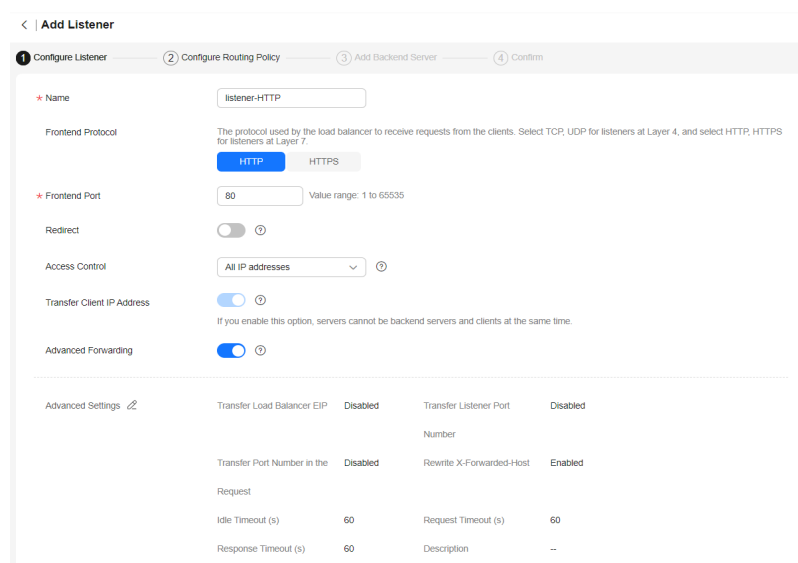 Add Listener
1 Configure Listener 2 Configure Routing Policy 3 Add Backend Server 4 Confirm
* Name listener-HTTP
Frontend Protocol The protocol used by the load balancer to receive requests from the clients. Select TCP, UDP for listeners at Layer 4, and select HTTP, HTTPS
for listeners at Layer 7.
HTTP HTTPS
* Frontend Port 80 Value range: 1 to 65535
Redirect ?
Access Control All IP addresses ?
Transfer Client IP Address ?
If you enable this option, servers cannot be backend servers and clients at the same time.
Advanced Forwarding ?
Advanced Settings Transfer Load Balancer EIP Disabled Transfer Listener Port Disabled
Number
Transfer Port Number in the Disabled Rewrite X-Forwarded-Host Enabled
Request
Idle Timeout (s) 60 Request Timeout (s) 60
Response Timeout (s) 60 Description --